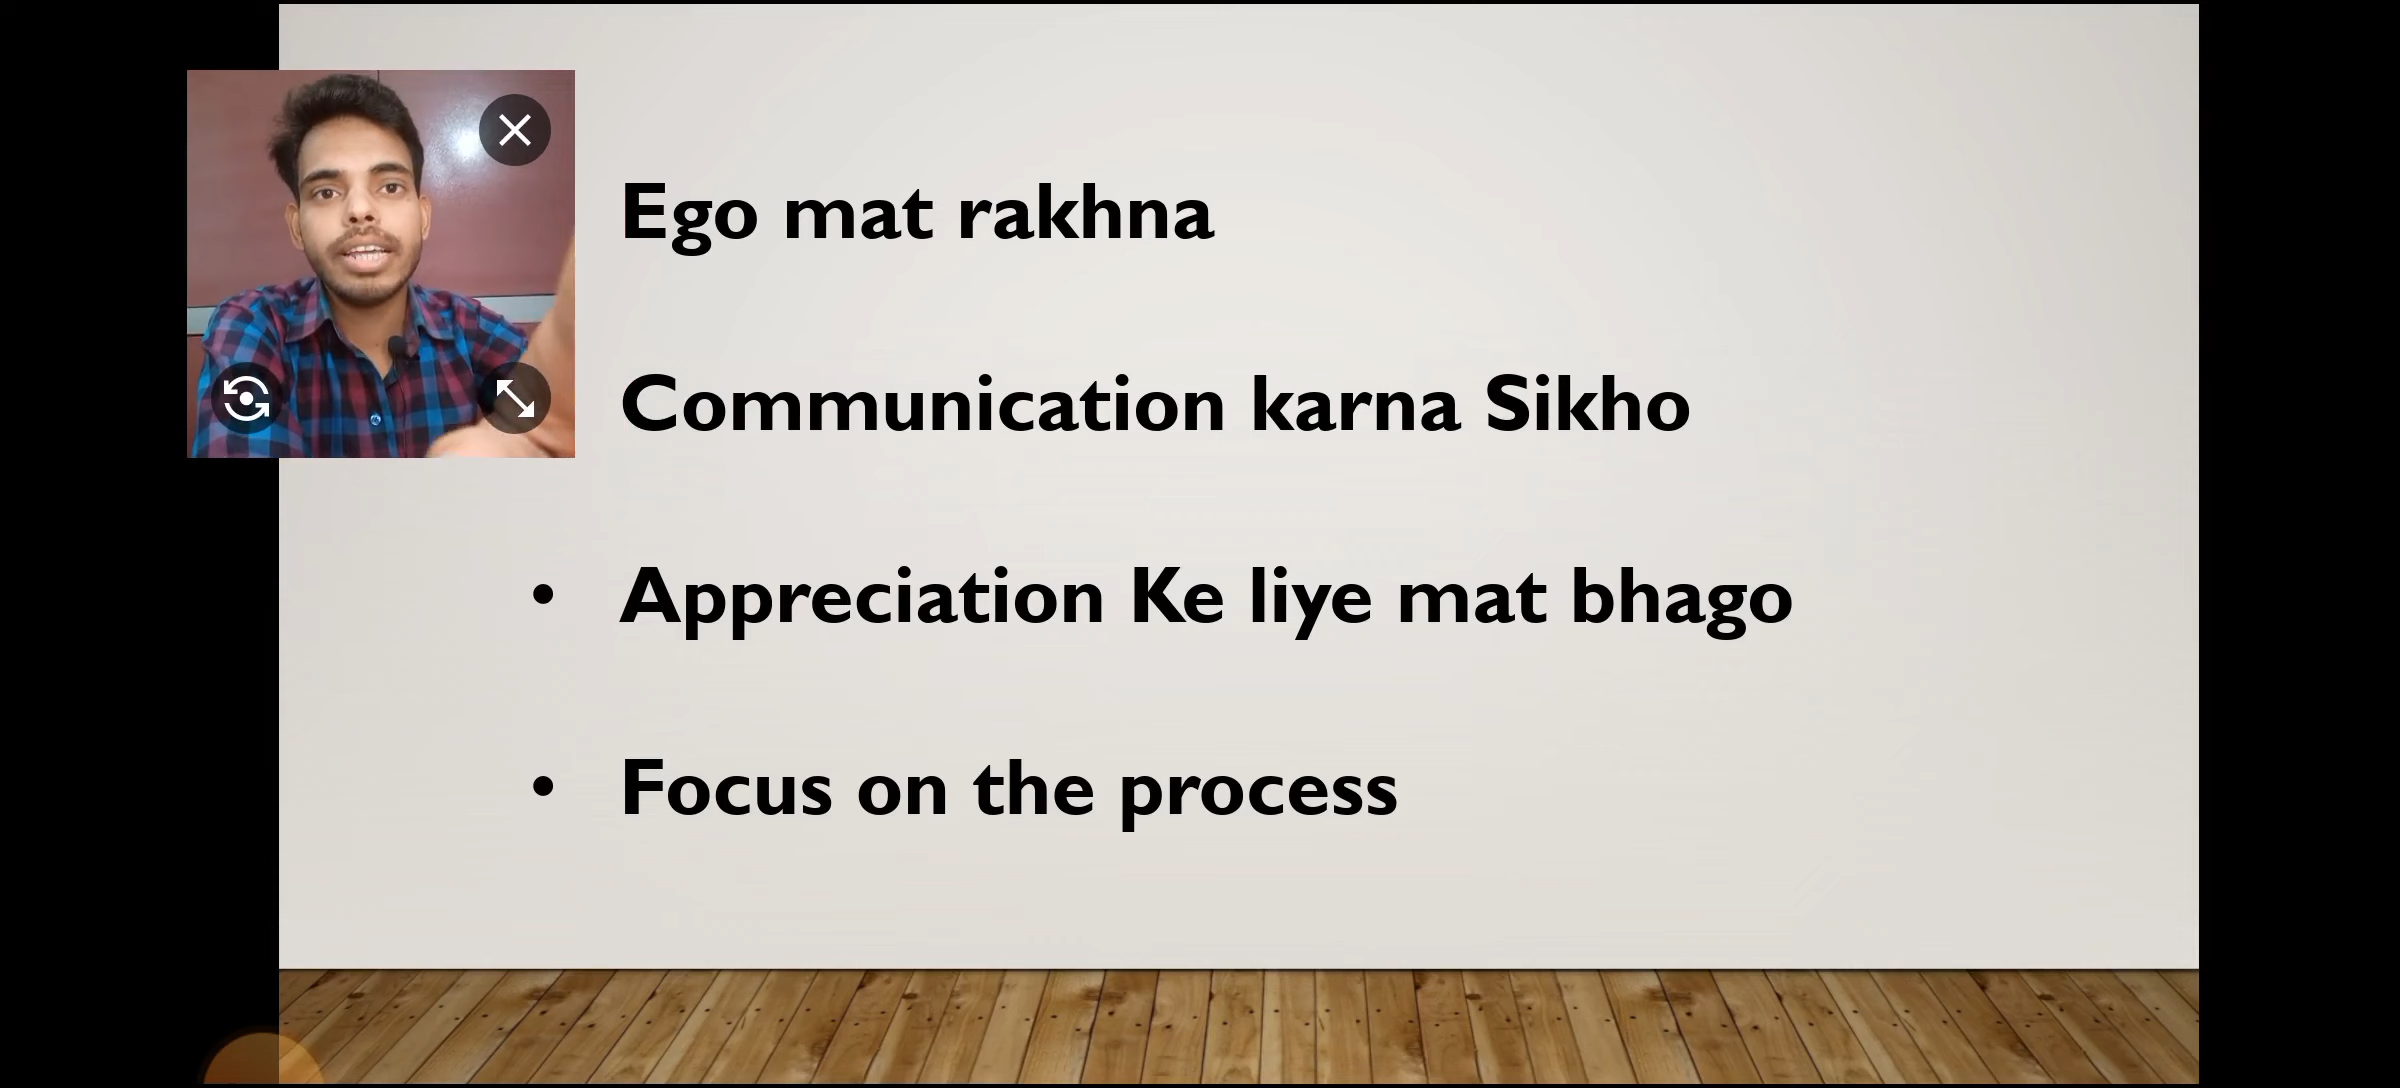 Ego mat rakhna
Communication karna Sikho
• Appreciation Ke liye mat bhago
• Focus on the process